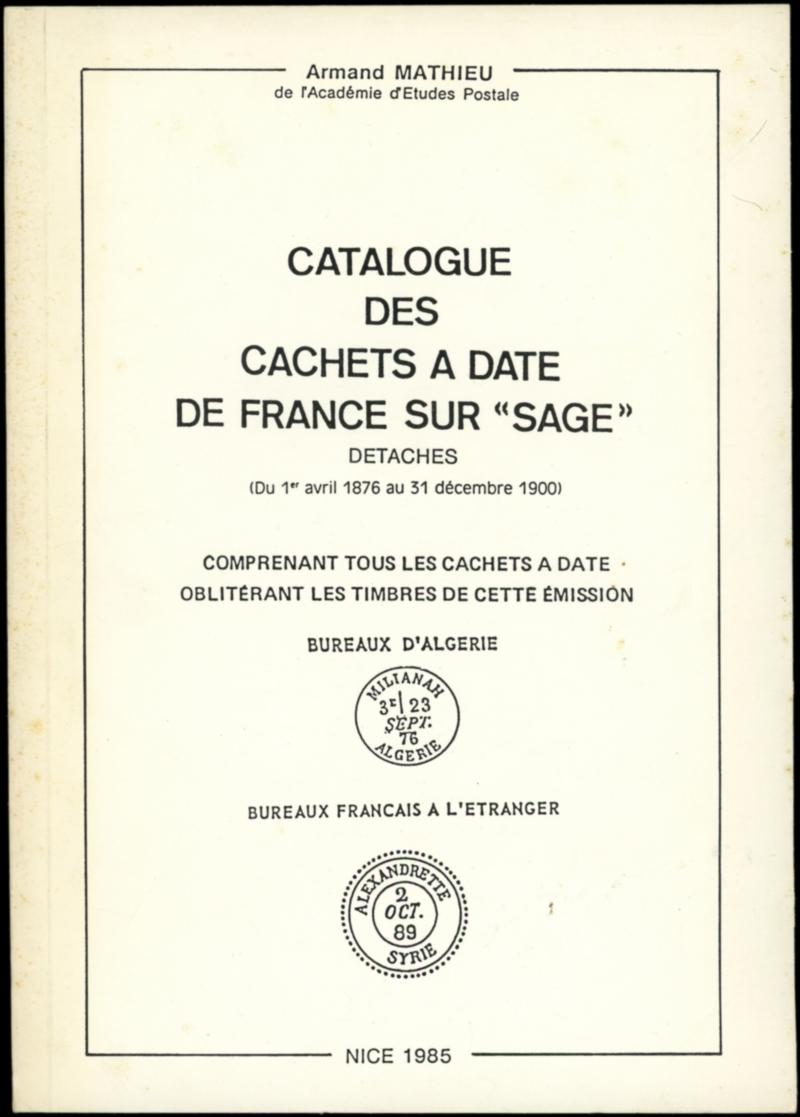 Armand MATHIEU
de l'Académie d'Etudes Postale
CATALOGUE
DES
CACHETS A DATE
DE FRANCE SUR “SAGE”
DETACHES
(Du 1er avril 1876 au 31 décembre 1900)
COMPRENANT TOUS LES CACHETS A DATE
OBLITÉRANT LES TIMBRES DE CETTE ÉMISSION
BUREAUX D'ALGERIE
MILIANAH
3E/ 23
SEPT.
76
ALGERIE
BUREAUX FRANCAIS A L'ETRANGER
ALEXANDRETTE
2
OCT.
89
SYRIE
NICE 1985